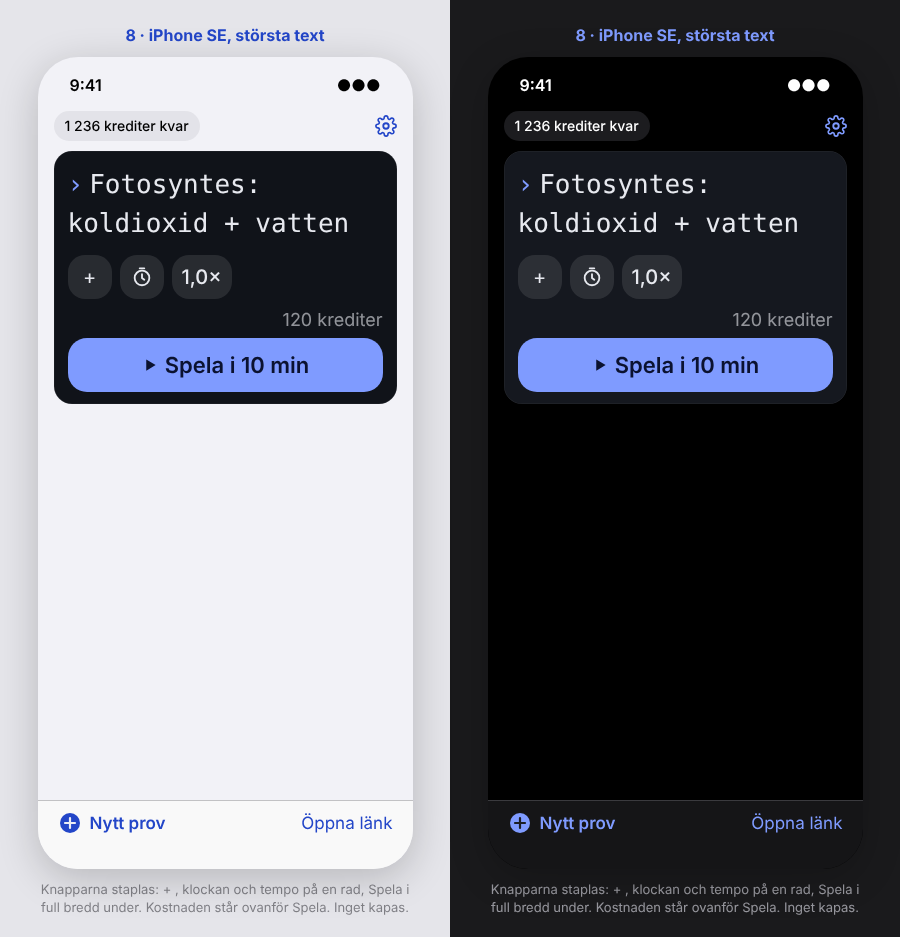 8 · iPhone SE, största text
9:41
1 236 krediter kvar
› Fotosyntes:
koldioxid + vatten
+
1,0×
120 krediter
Spela i 10 min
Nytt prov
Öppna länk
Knapparna staplas: + , klockan och tempo på en rad, Spela i
full bredd under. Kostnaden står ovanför Spela. Inget kapas.
8 · iPhone SE, största text
9:41
1 236 krediter kvar
› Fotosyntes:
koldioxid + vatten
+
1,0×
120 krediter
Spela i 10 min
Nytt prov
Öppna länk
Knapparna staplas: + , klockan och tempo på en rad, Spela i
full bredd under. Kostnaden står ovanför Spela. Inget kapas.